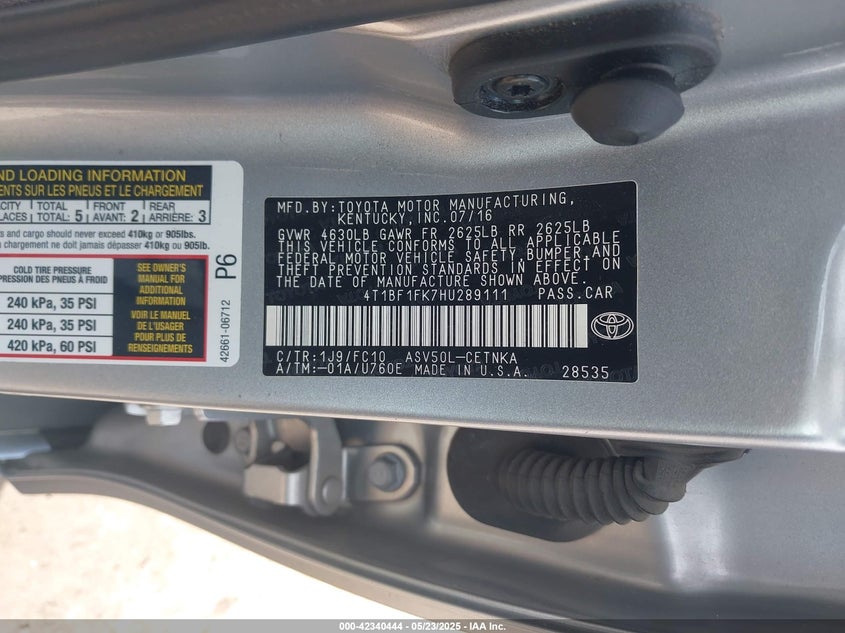 ND LOADING INFORMATION
MENTS SUR LES PNEUS ET LE CHARGEMENT
TOTAL: 5
FRONT
AVANT: 2
REAR
ARRIÈRE: 3
ts and cargo should never exceed 410kg or 905lbs.
chargement ne doit jamais dépasser 410kg ou 905lb.
COLD TIRE PRESSURE
PRESSION DES PNEUS À FROID
240 kPa, 35 PSI
240 kPa, 35 PSI
420 kPa, 60 PSI
SEE OWNER'S
MANUAL FOR
ADDITIONAL
INFORMATION
VOIR LE MANUEL
DE L'USAGER
POUR PLUS DE
RENSEIGNEMENTS
P6
42661-06712
MFD.BY:TOYOTA MOTOR MANUFACTURING,
KENTUCKY, INC.07/16
GVWR 4630LB GAWR FR 2625LB RR 2625LB
THIS VEHICLE CONFORMS TO ALL APPLICABLE
FEDERAL MOTOR VEHICLE SAFETY,BUMPER, AND
THEFT PREVENTION STANDARDS IN EFFECT ON
THE DATE OF MANUFACTURE SHOWN ABOVE.
4T1BF1FK7HU289111 PASS.CAR
C/TR:1J9/FC10 ASV50L-CETNKA
A/TM:-01A/U760E MADE IN U.S.A. 28535
000-42340444 — 05/23/2025 — IAA Inc.